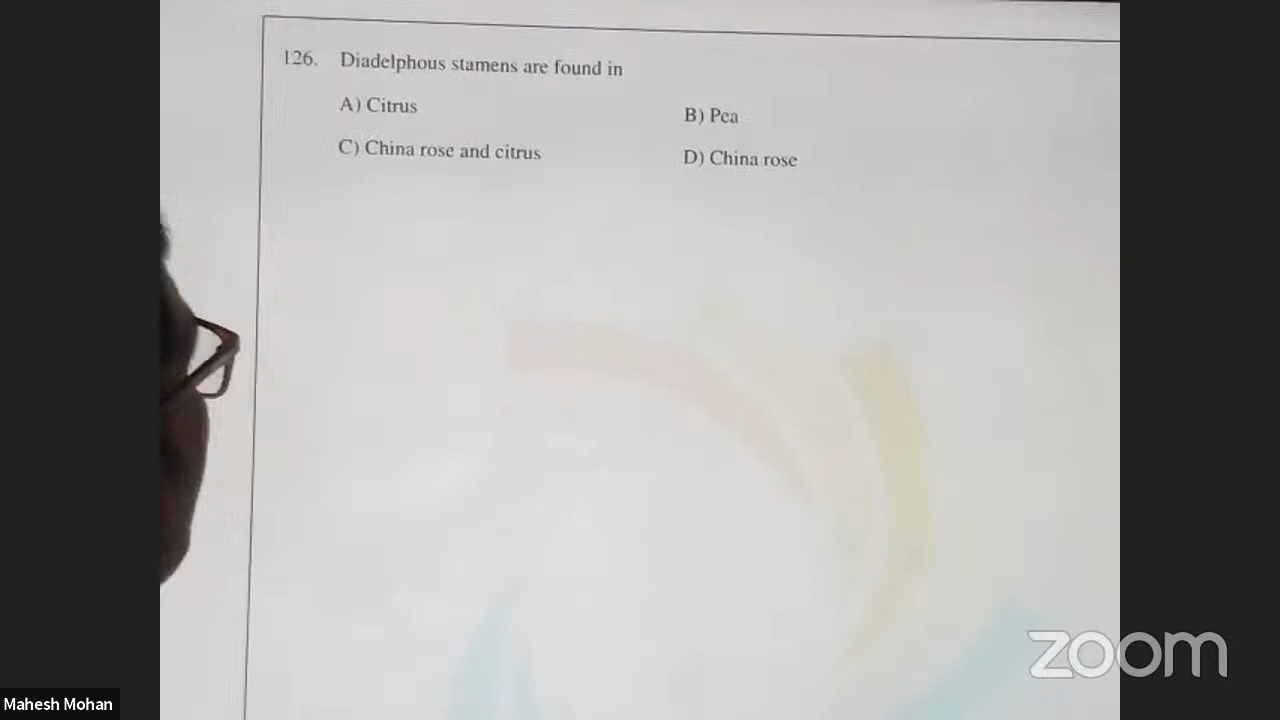 126. Diadelphous stamens are found in
A) Citrus
B) Pea
C) China rose and citrus
D) China rose
zoom
Mahesh Mohan